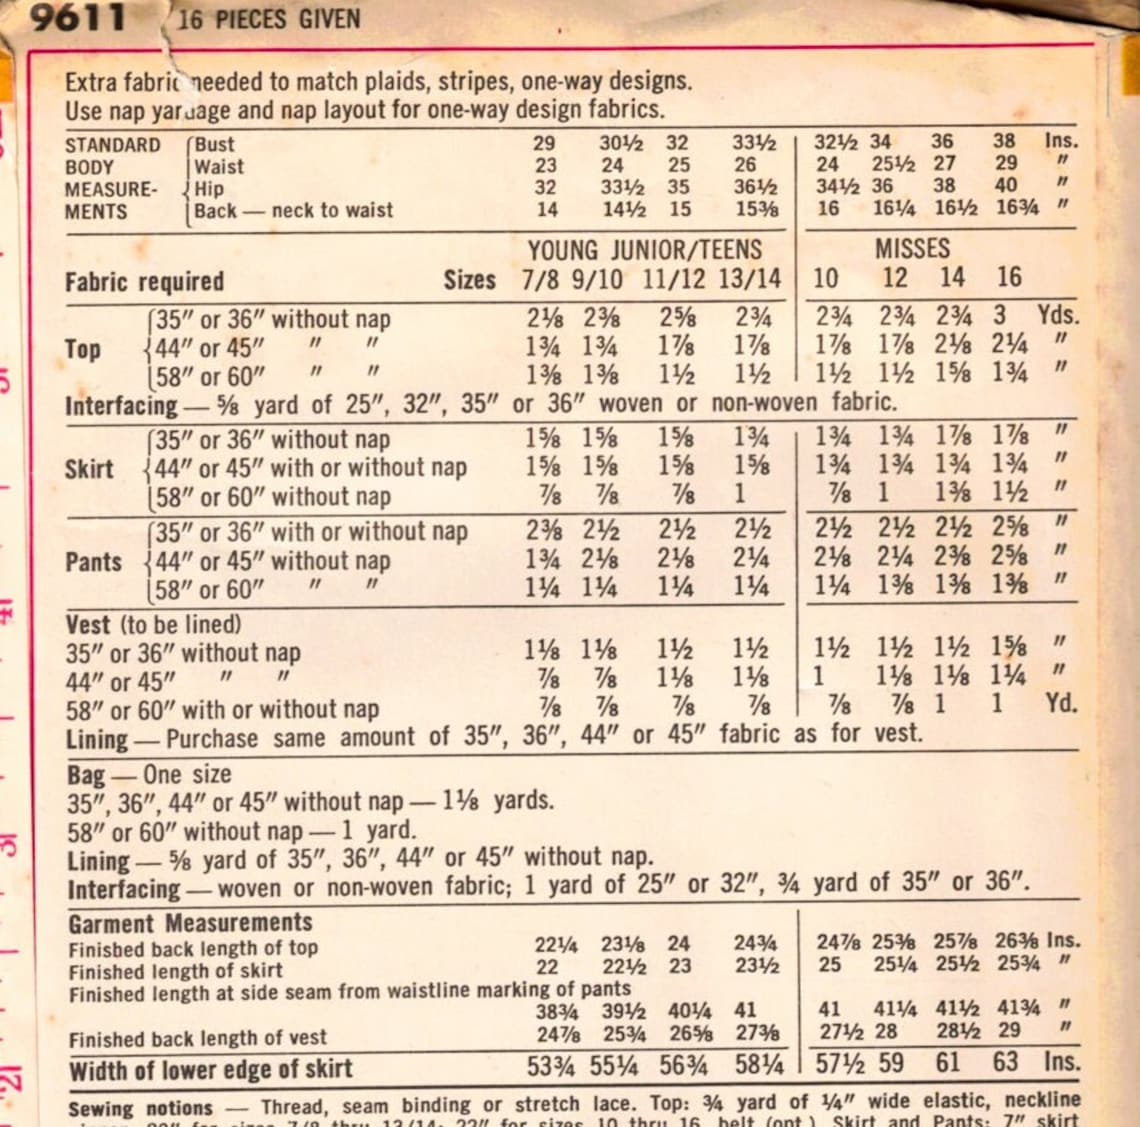 9611 16 PIECES GIVEN
Extra fabric needed to match plaids, stripes, one-way designs.
Use nap yardage and nap layout for one-way design fabrics.
STANDARD Bust 29 30½ 32 33½ 32½ 34 36 38 Ins.
BODY Waist 23 24 25 26 24 25½ 27 29 "
MEASURE- Hip 32 33½ 35 36½ 34½ 36 38 40 "
MENTS Back — neck to waist 14 14½ 15 15⅜ 16 16¼ 16½ 16¾ "
YOUNG JUNIOR/TEENS MISSES
Fabric required Sizes 7/8 9/10 11/12 13/14 10 12 14 16
35" or 36" without nap 2⅛ 2⅜ 2⅝ 2¾ 2¾ 2¾ 2¾ 3 Yds.
Top 44" or 45" " " 1¾ 1¾ 1⅞ 1⅞ 1⅞ 1⅞ 2⅛ 2¼ "
58" or 60" " " 1⅜ 1⅜ 1½ 1½ 1½ 1½ 1⅝ 1¾ "
Interfacing — ⅝ yard of 25", 32", 35" or 36" woven or non-woven fabric.
35" or 36" without nap 1⅝ 1⅝ 1⅝ 1¾ 1¾ 1¾ 1⅞ 1⅞ "
Skirt 44" or 45" with or without nap 1⅝ 1⅝ 1⅝ 1⅝ 1¾ 1¾ 1¾ 1¾ "
58" or 60" without nap ⅞ ⅞ ⅞ 1 ⅞ 1 1⅜ 1½ "
35" or 36" with or without nap 2⅜ 2½ 2½ 2½ 2½ 2½ 2½ 2⅝ "
Pants 44" or 45" without nap 1¾ 2⅛ 2⅛ 2¼ 2⅛ 2¼ 2⅜ 2⅝ "
58" or 60" " " 1¼ 1¼ 1¼ 1¼ 1¼ 1⅜ 1⅜ 1⅜ "
Vest (to be lined)
35" or 36" without nap 1⅛ 1⅛ 1½ 1½ 1½ 1½ 1½ 1⅝ "
44" or 45" " " ⅞ ⅞ 1⅛ 1⅛ 1 1⅛ 1⅛ 1¼ "
58" or 60" with or without nap ⅞ ⅞ ⅞ ⅞ ⅞ ⅞ 1 1 Yd.
Lining — Purchase same amount of 35", 36", 44" or 45" fabric as for vest.
Bag — One size
35", 36", 44" or 45" without nap — 1⅛ yards.
58" or 60" without nap — 1 yard.
Lining — ⅝ yard of 35", 36", 44" or 45" without nap.
Interfacing — woven or non-woven fabric; 1 yard of 25" or 32", ¾ yard of 35" or 36".
Garment Measurements
Finished back length of top 22¼ 23⅛ 24 24¾ 24⅞ 25⅜ 25⅞ 26⅜ Ins.
Finished length of skirt 22 22½ 23 23½ 25 25¼ 25½ 25¾ "
Finished length at side seam from waistline marking of pants
38¾ 39½ 40¼ 41 41 41¼ 41½ 41¾ "
Finished back length of vest 24⅞ 25¾ 26⅝ 27⅜ 27½ 28 28½ 29 "
Width of lower edge of skirt 53¾ 55¼ 56¾ 58¼ 57½ 59 61 63 Ins.
Sewing notions — Thread, seam binding or stretch lace. Top: ¾ yard of ¼" wide elastic, neckline
for sizes 7/8 thru 13/14; 22" for sizes 10 thru 16, belt (opt.) Skirt and Pants: 7" skirt